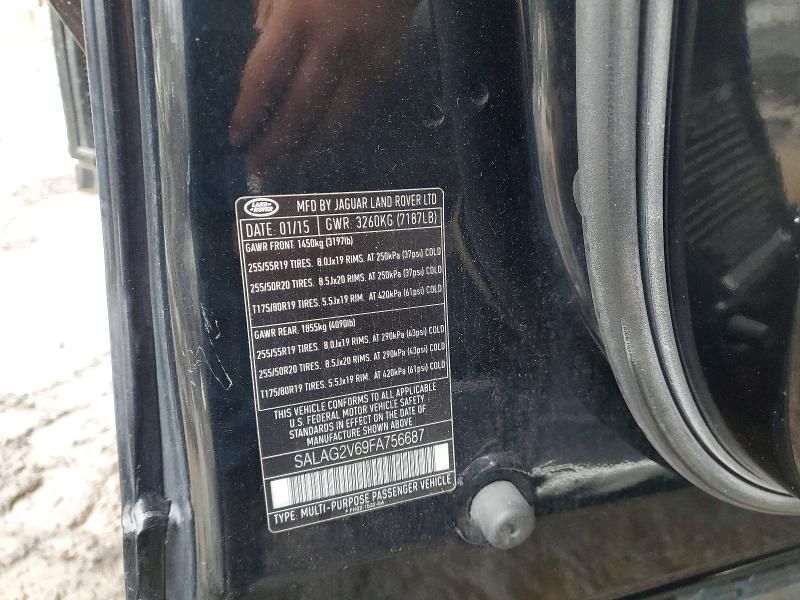 LAND-ROVER MFD BY JAGUAR LAND ROVER LTD
DATE: 01/15 GWR: 3260KG (7187LB)
GAWR FRONT: 1450kg (3197lb)
255/55R19 TIRES. 8.0Jx19 RIMS. AT 250kPa (37psi) COLD
255/50R20 TIRES. 8.5Jx20 RIMS. AT 250kPa (37psi) COLD
T175/80R19 TIRES. 5.5Jx19 RIM. AT 420kPa (61psi) COLD
GAWR REAR: 1855kg (4090lb)
255/55R19 TIRES. 8.0Jx19 RIMS. AT 290kPa (43psi) COLD
255/50R20 TIRES. 8.5Jx20 RIMS. AT 290kPa (43psi) COLD
T175/80R19 TIRES. 5.5Jx19 RIM. AT 420kPa (61psi) COLD
THIS VEHICLE CONFORMS TO ALL APPLICABLE
U.S. FEDERAL MOTOR VEHICLE SAFETY
STANDARDS IN EFFECT ON THE DATE OF
MANUFACTURE SHOWN ABOVE
SALAG2V69FA756687
TYPE: MULTI-PURPOSE PASSENGER VEHICLE